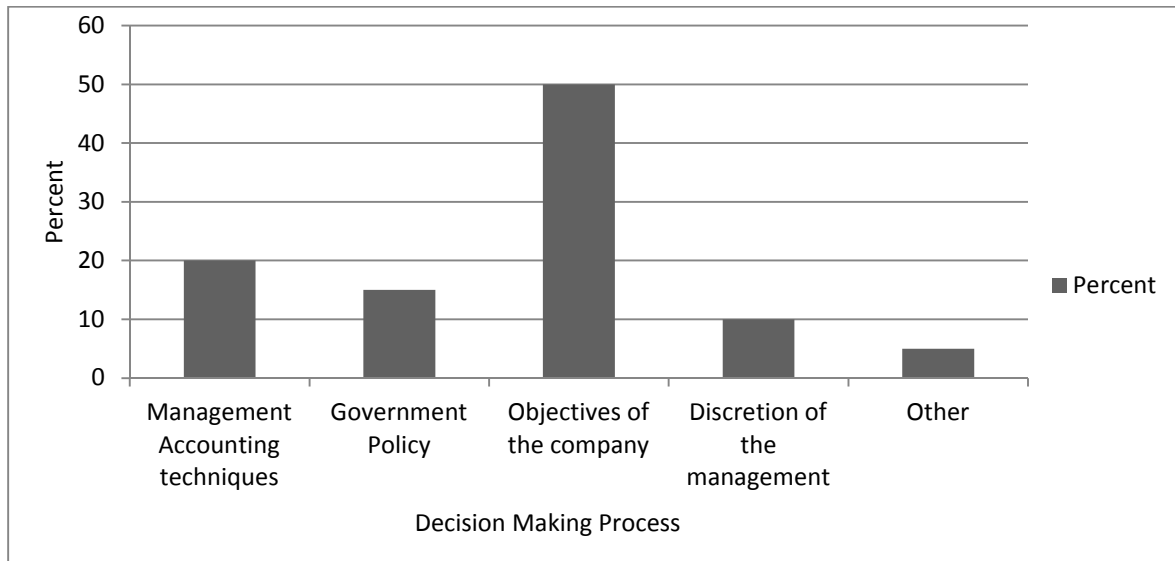 60
50
40
30
20
10
0
Percent
Management
Accounting
techniques
Government
Policy
Objectives of
the company
Discretion of
the
management
Other
Decision Making Process
Percent